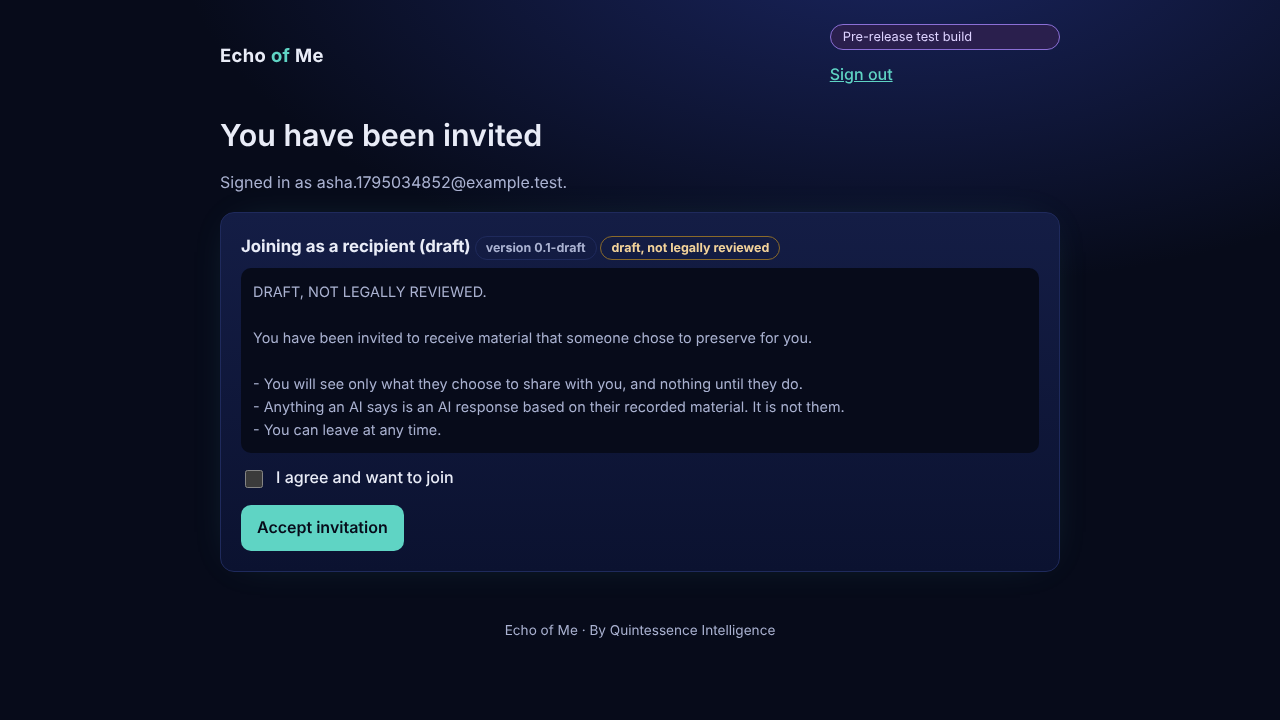 Echo of Me
Pre-release test build
Sign out
You have been invited
Signed in as asha.1795034852@example.test.
Joining as a recipient (draft) version 0.1-draft draft, not legally reviewed
DRAFT, NOT LEGALLY REVIEWED.
You have been invited to receive material that someone chose to preserve for you.
- You will see only what they choose to share with you, and nothing until they do.
- Anything an AI says is an AI response based on their recorded material. It is not them.
- You can leave at any time.
I agree and want to join
Accept invitation
Echo of Me · By Quintessence Intelligence